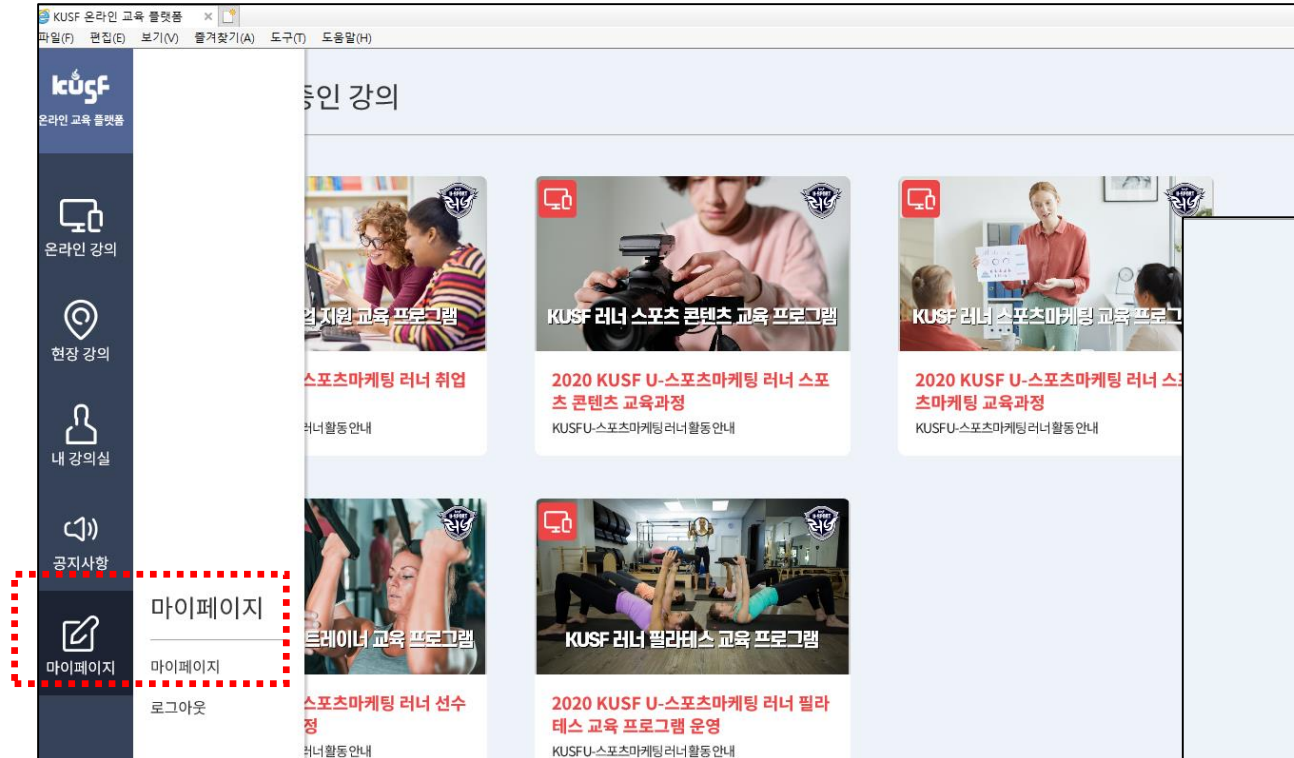 KUSF 온라인 교육 플랫폼
파일(F) 편집(E) 보기(V) 즐겨찾기(A) 도구(T) 도움말(H)
kusf
온라인 교육 플랫폼
온라인 강의
현장 강의
내 강의실
공지사항
마이페이지
마이페이지
마이페이지
로그아웃
중인 강의
업 지원 교육 프로그램
스포츠마케팅 러너 취업
러너활동안내
KUSF 러너 스포츠 콘텐츠 교육 프로그램
2020 KUSF U-스포츠마케팅 러너 스포
츠 콘텐츠 교육과정
KUSFU-스포츠마케팅러너활동안내
KUSF 러너 스포츠마케팅 교육 프로그
2020 KUSF U-스포츠마케팅 러너 스포
츠마케팅 교육과정
KUSFU-스포츠마케팅러너활동안내
트레이너 교육 프로그램
스포츠마케팅 러너 선수
정
러너활동안내
KUSF 러너 필라테스 교육 프로그램
2020 KUSF U-스포츠마케팅 러너 필라
테스 교육 프로그램 운영
KUSFU-스포츠마케팅러너활동안내